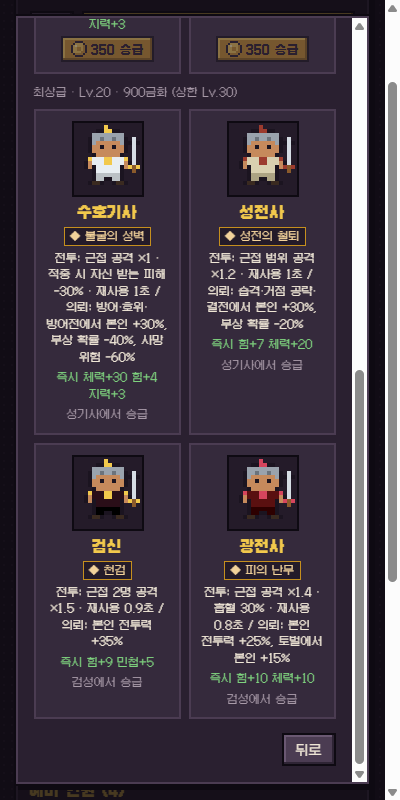 지력+3
350 승급
350 승급
최상급 · Lv.20 · 900금화 (상한 Lv.30)
수호기사
◆ 불굴의 성벽
전투: 근접 공격 ×1 ·
적중 시 자신 받는 피해
-30% · 재사용 1초 /
의뢰: 방어·호위·
방어전에서 본인 +30%,
부상 확률 -40%, 사망
위험 -60%
즉시 체력+30 힘+4
지력+3
성기사에서 승급
성전사
◆ 성전의 철퇴
전투: 근접 범위 공격
×1.2 · 재사용 1초 /
의뢰: 습격·거점 공략·
결전에서 본인 +30%,
부상 확률 -20%
즉시 힘+7 체력+20
성기사에서 승급
검신
◆ 천검
전투: 근접 2명 공격
×1.5 · 재사용 0.9초 /
의뢰: 본인 전투력
+35%
즉시 힘+9 민첩+5
검성에서 승급
광전사
◆ 피의 난무
전투: 근접 공격 ×1.4 ·
흡혈 30% · 재사용
0.8초 / 의뢰: 본인
전투력 +25%, 토벌에서
본인 +15%
즉시 힘+10 체력+10
검성에서 승급
뒤로